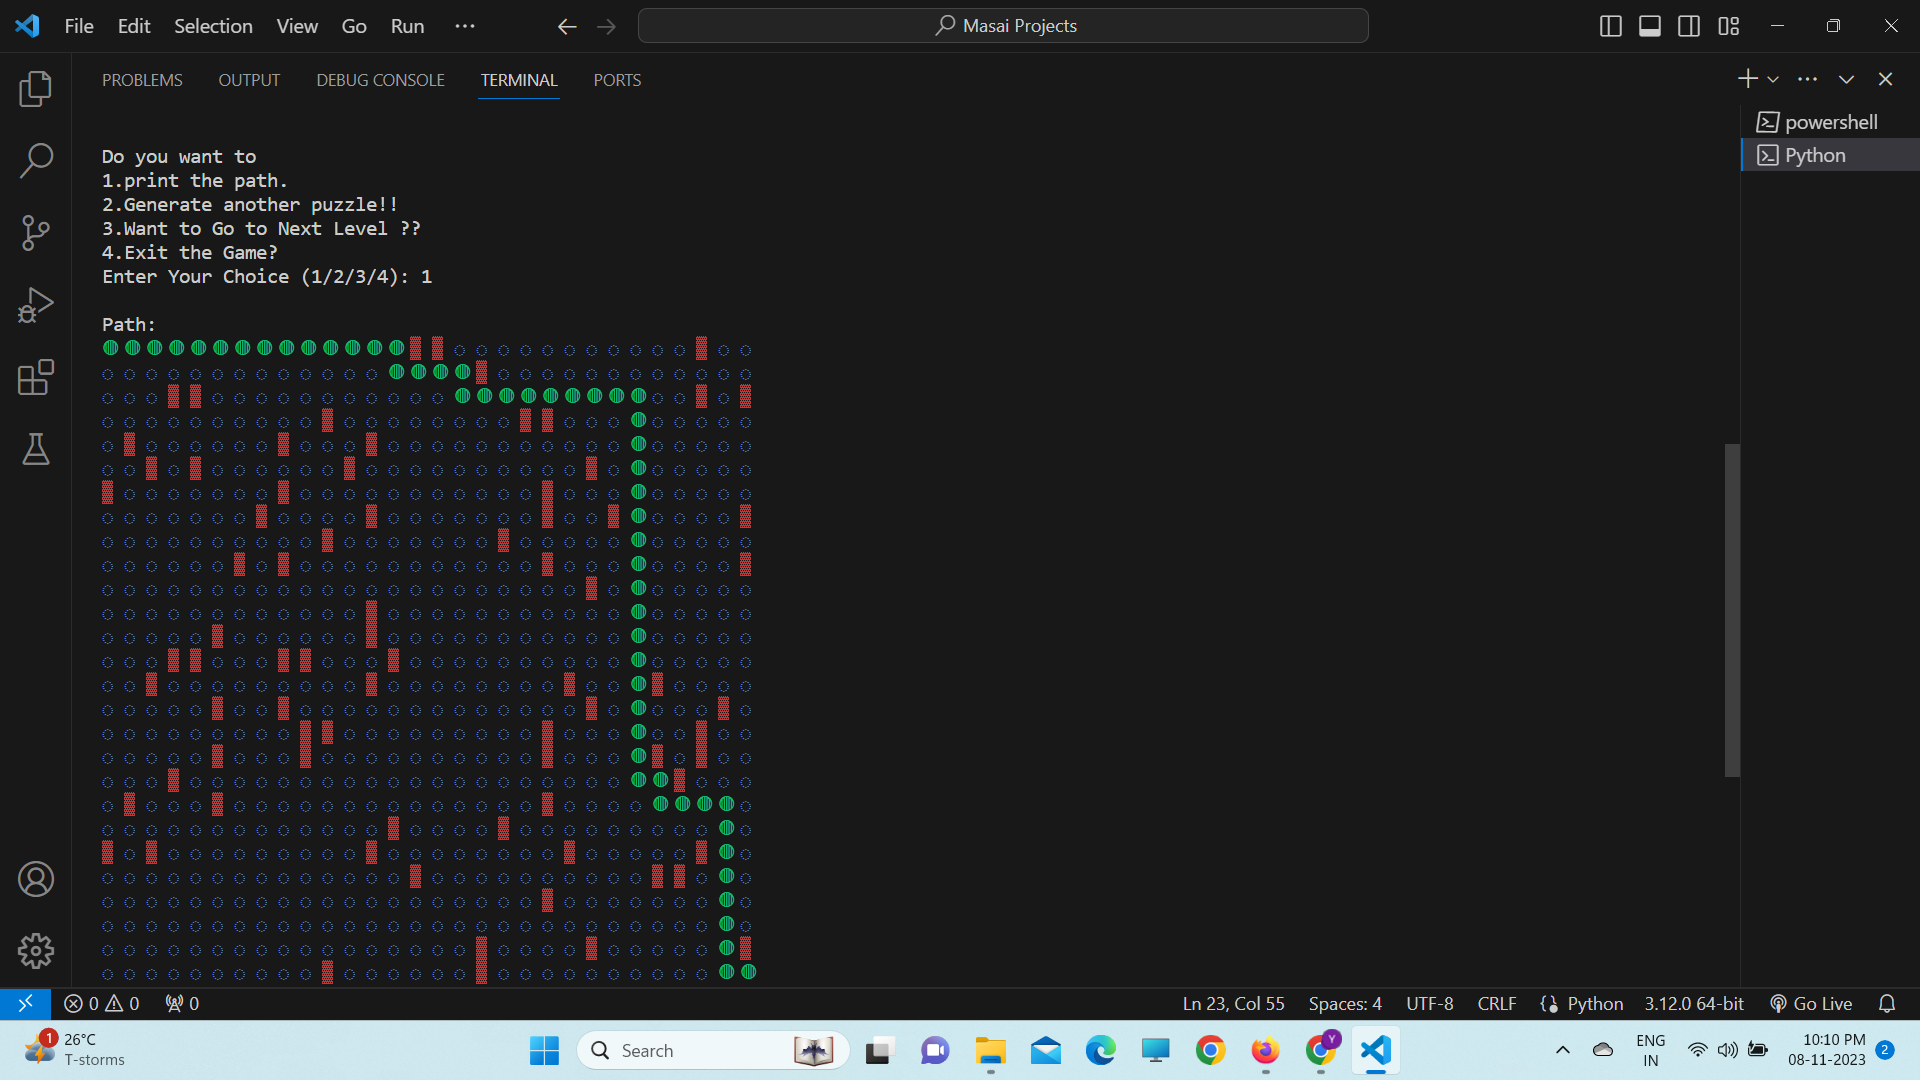 File Edit Selection View Go Run
Masai Projects
PROBLEMS OUTPUT DEBUG CONSOLE TERMINAL PORTS
powershell
Python
Do you want to
1.print the path.
2.Generate another puzzle!!
3.Want to Go to Next Level ??
4.Exit the Game?
Enter Your Choice (1/2/3/4): 1
Path:
0 0 0 Ln 23, Col 55 Spaces: 4 UTF-8 CRLF Python 3.12.0 64-bit Go Live
1 26°C
T-storms
Search
Y
ENG
IN
10:10 PM
08-11-2023
2